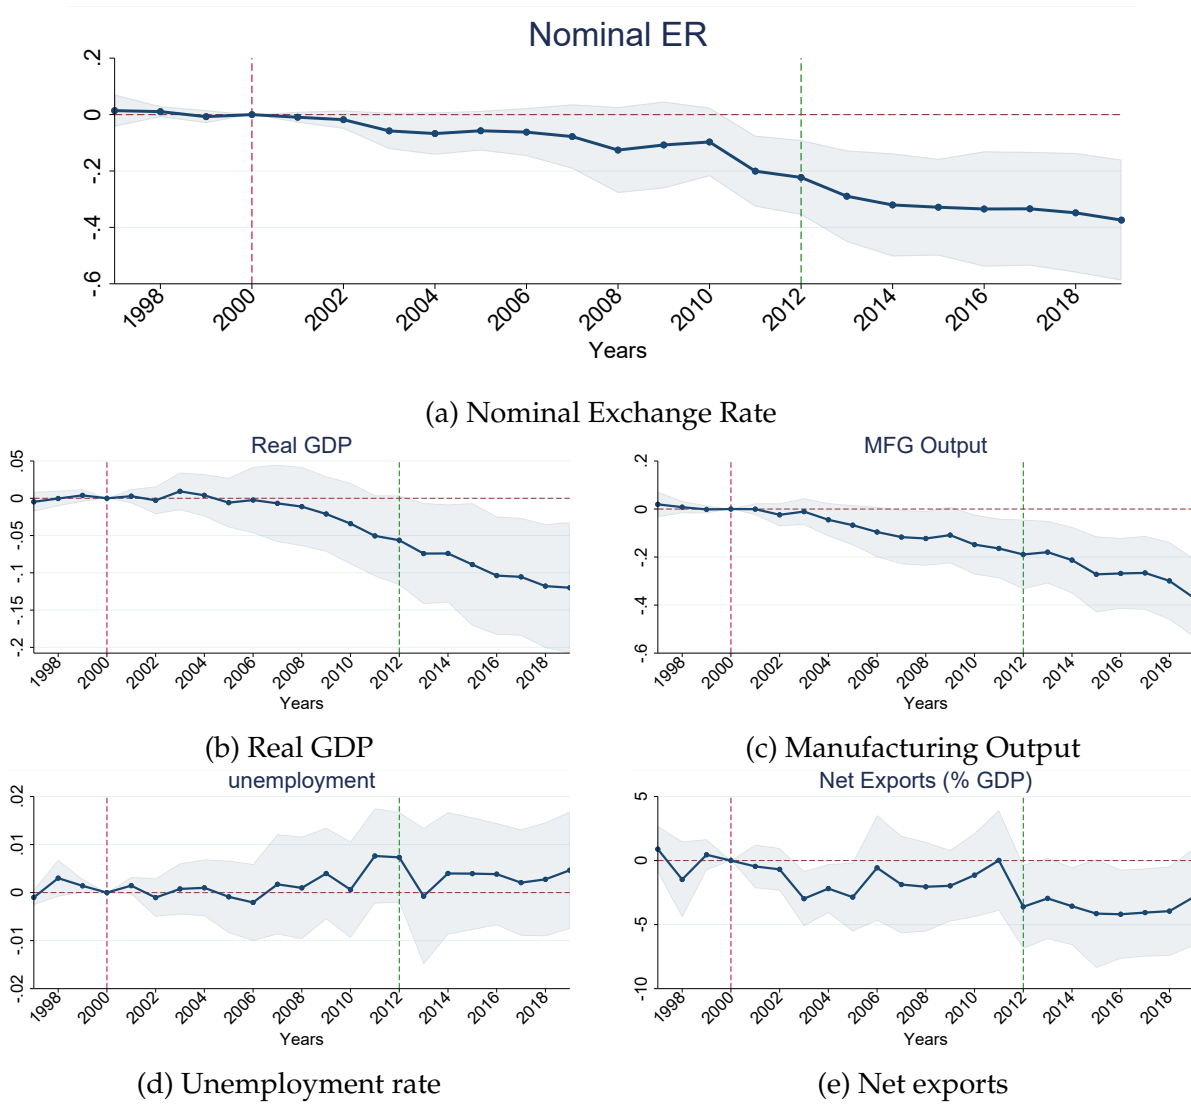 Nominal ER
.2
0
-.2
-.4
-.6
1998 2000 2002 2004 2006 2008 2010 2012 2014 2016 2018
Years
(a) Nominal Exchange Rate
Real GDP
.05
0
-.05
-.1
-.15
-.2
1998 2000 2002 2004 2006 2008 2010 2012 2014 2016 2018
Years
(b) Real GDP
MFG Output
.2
0
-.2
-.4
-.6
1998 2000 2002 2004 2006 2008 2010 2012 2014 2016 2018
Years
(c) Manufacturing Output
unemployment
.02
.01
0
-.01
-.02
1998 2000 2002 2004 2006 2008 2010 2012 2014 2016 2018
Years
(d) Unemployment rate
Net Exports (% GDP)
5
0
-5
-10
1998 2000 2002 2004 2006 2008 2010 2012 2014 2016 2018
Years
(e) Net exports